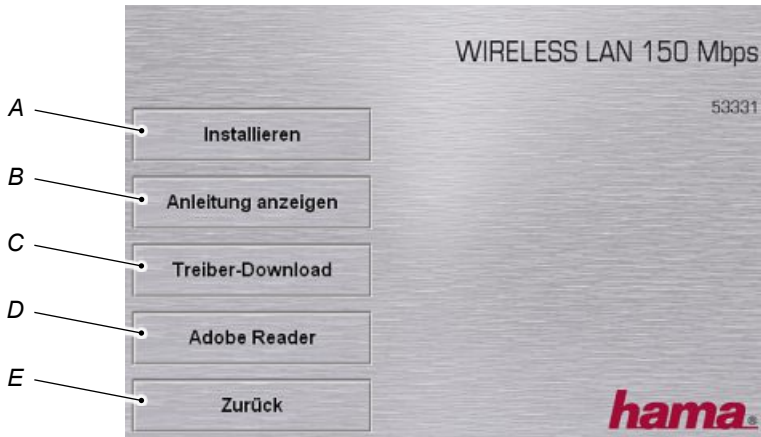 WIRELESS LAN 150 Mbps
53331
A
Installieren
B
Anleitung anzeigen
C
Treiber-Download
D
Adobe Reader
E
Zurück
hama®